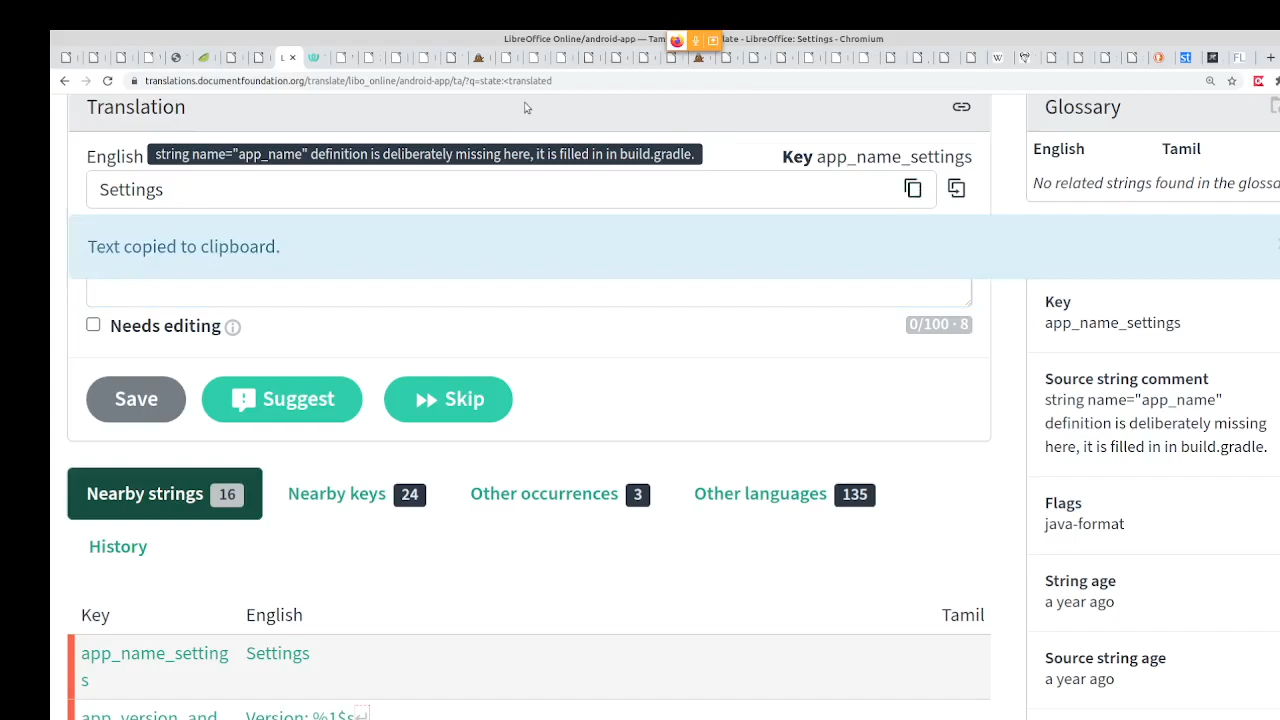 LibreOffice Online/android-app — Tam
late - LibreOffice: Settings - Chromium
translations.documentfoundation.org/translate/libo_online/android-app/ta/?q=state:<translated
Translation
Glossary
English string name="app_name" definition is deliberately missing here, it is filled in in build.gradle. Key app_name_settings
English Tamil
Settings
No related strings found in the glossa
Text copied to clipboard.
Needs editing
0/100 · 8
Save Suggest Skip
Key
app_name_settings
Source string comment
string name="app_name"
definition is deliberately missing
here, it is filled in in build.gradle.
Nearby strings 16 Nearby keys 24 Other occurrences 3 Other languages 135
History
Flags
java-format
String age
a year ago
Source string age
a year ago
Key English Tamil
app_name_setting Settings
s
app_version_and Version: %1$s